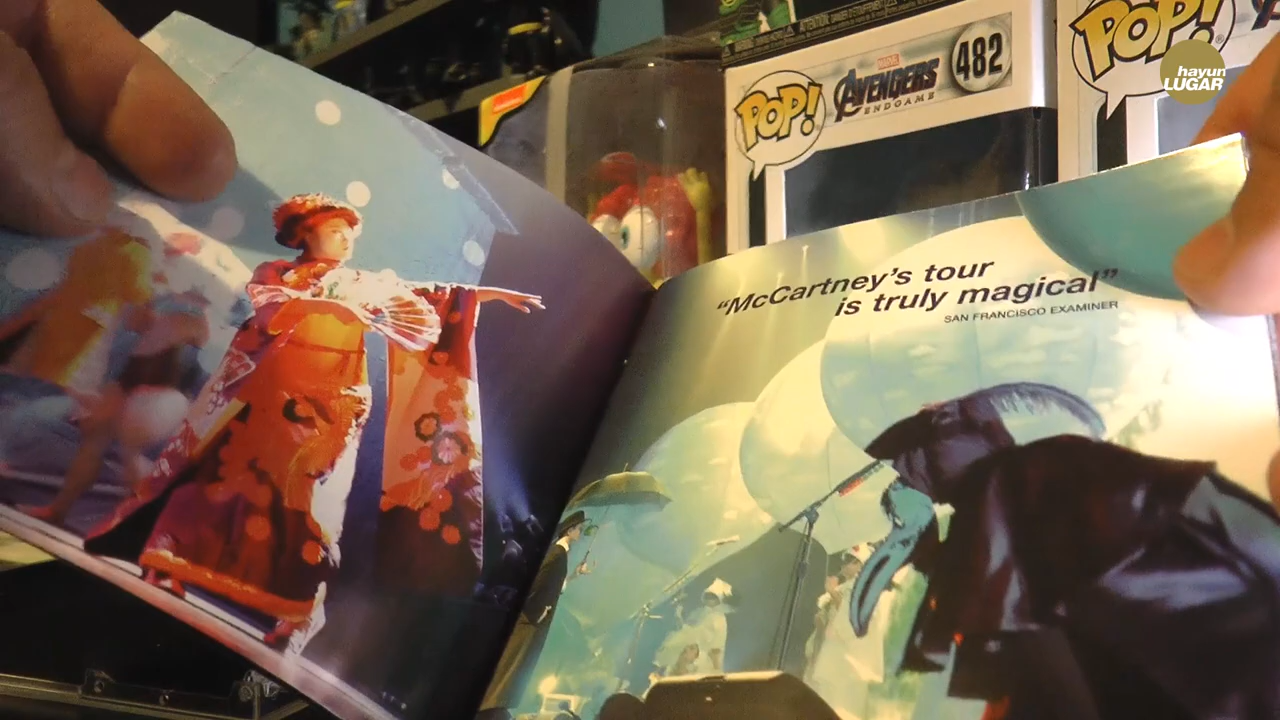 hayun
LUGAR
POP!
MARVEL
AVENGERS
ENDGAME
482
POP!
"McCartney's tour
is truly magical"
SAN FRANCISCO EXAMINER